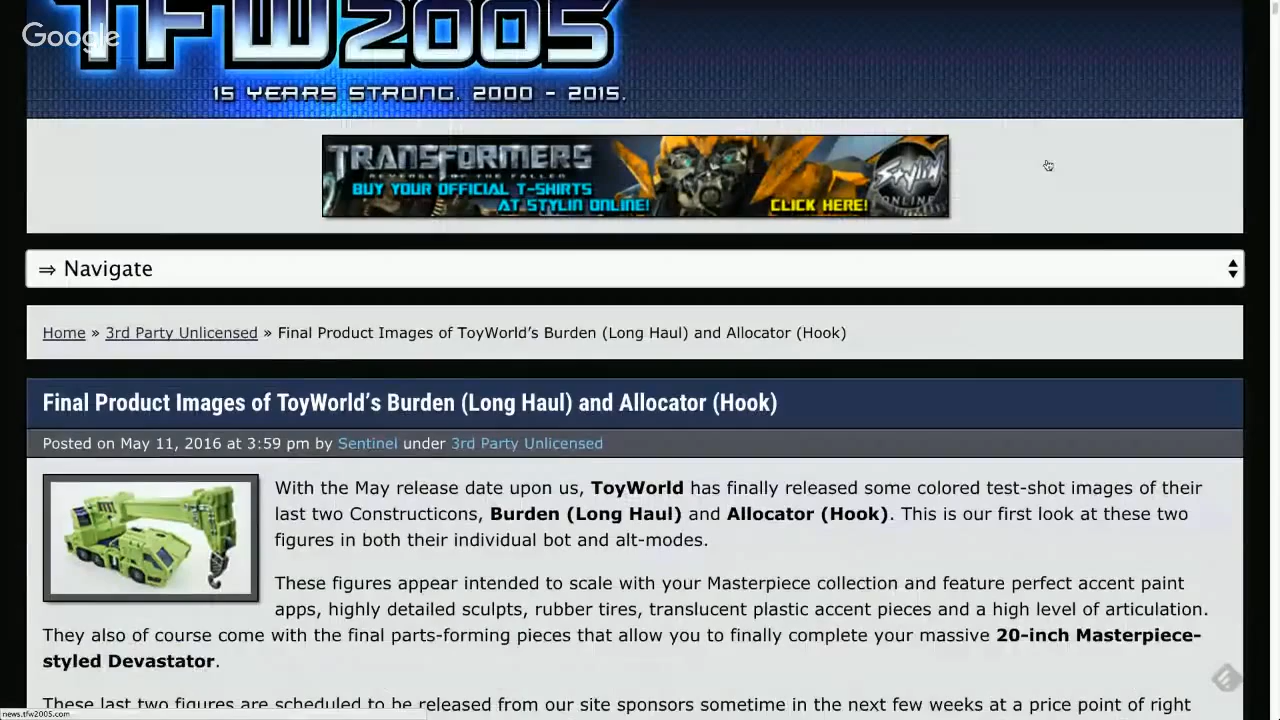 TFW2005
Google
15 YEARS STRONG. 2000 - 2015.
TRANSFORMERS
REVENGE OF THE FALLEN
BUY YOUR OFFICIAL T-SHIRTS
AT STYLIN ONLINE!
CLICK HERE!
Stylin
ONLINE
⇒ Navigate
Home » 3rd Party Unlicensed » Final Product Images of ToyWorld’s Burden (Long Haul) and Allocator (Hook)
Final Product Images of ToyWorld’s Burden (Long Haul) and Allocator (Hook)
Posted on May 11, 2016 at 3:59 pm by Sentinel under 3rd Party Unlicensed
With the May release date upon us, ToyWorld has finally released some colored test-shot images of their
last two Constructicons, Burden (Long Haul) and Allocator (Hook). This is our first look at these two
figures in both their individual bot and alt-modes.
These figures appear intended to scale with your Masterpiece collection and feature perfect accent paint
apps, highly detailed sculpts, rubber tires, translucent plastic accent pieces and a high level of articulation.
They also of course come with the final parts-forming pieces that allow you to finally complete your massive 20-inch Masterpiece-
styled Devastator.
These last two figures are scheduled to be released from our site sponsors sometime in the next few weeks at a price point of right
news.tfw2005.com